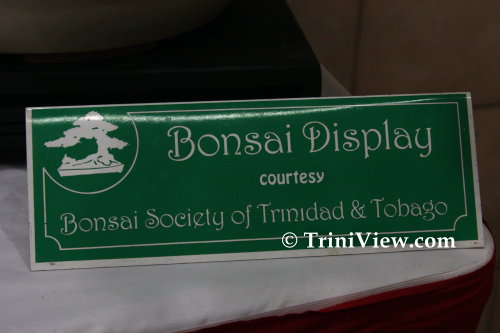 Bonsai Display
courtesy
Bonsai Society of Trinidad & Tobago
© TriniView.com